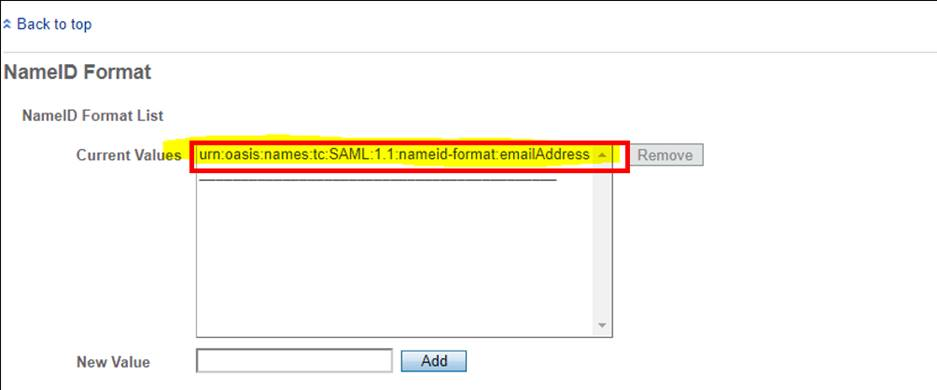 Back to top
NameID Format
NameID Format List
Current Values urn:oasis:names:tc:SAML:1.1:nameid-format:emailAddress Remove
New Value Add